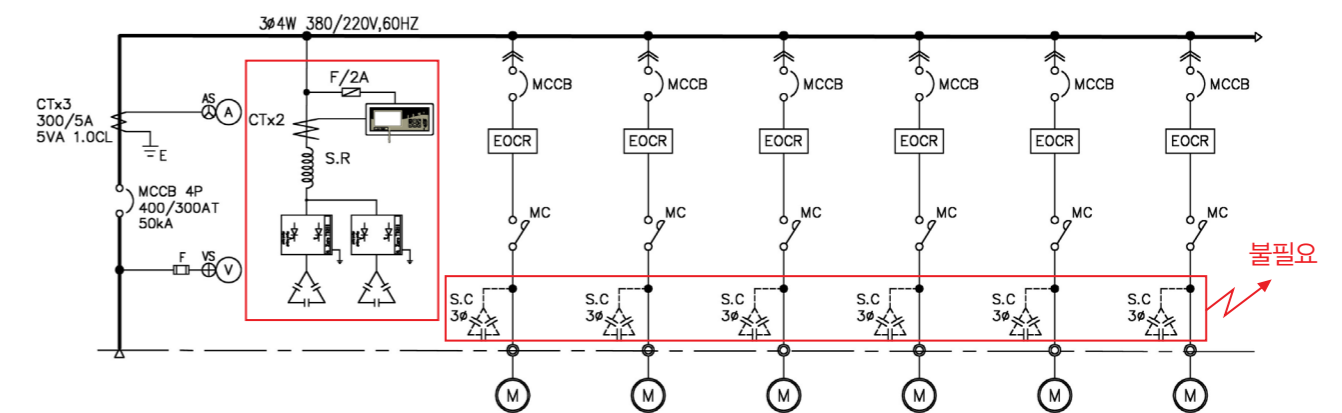 3ø4W 380/220V,60HZ
CTx3
300/5A
5VA 1.0CL
AS
A
E
MCCB 4P
400/300AT
50kA
F
VS
V
F/2A
CTx2
S.R
MCCB
MCCB
MCCB
MCCB
MCCB
MCCB
EOCR
EOCR
EOCR
EOCR
EOCR
EOCR
MC
MC
MC
MC
MC
MC
불필요
S.C
3ø
S.C
3ø
S.C
3ø
S.C
3ø
S.C
3ø
S.C
3ø
M
M
M
M
M
M